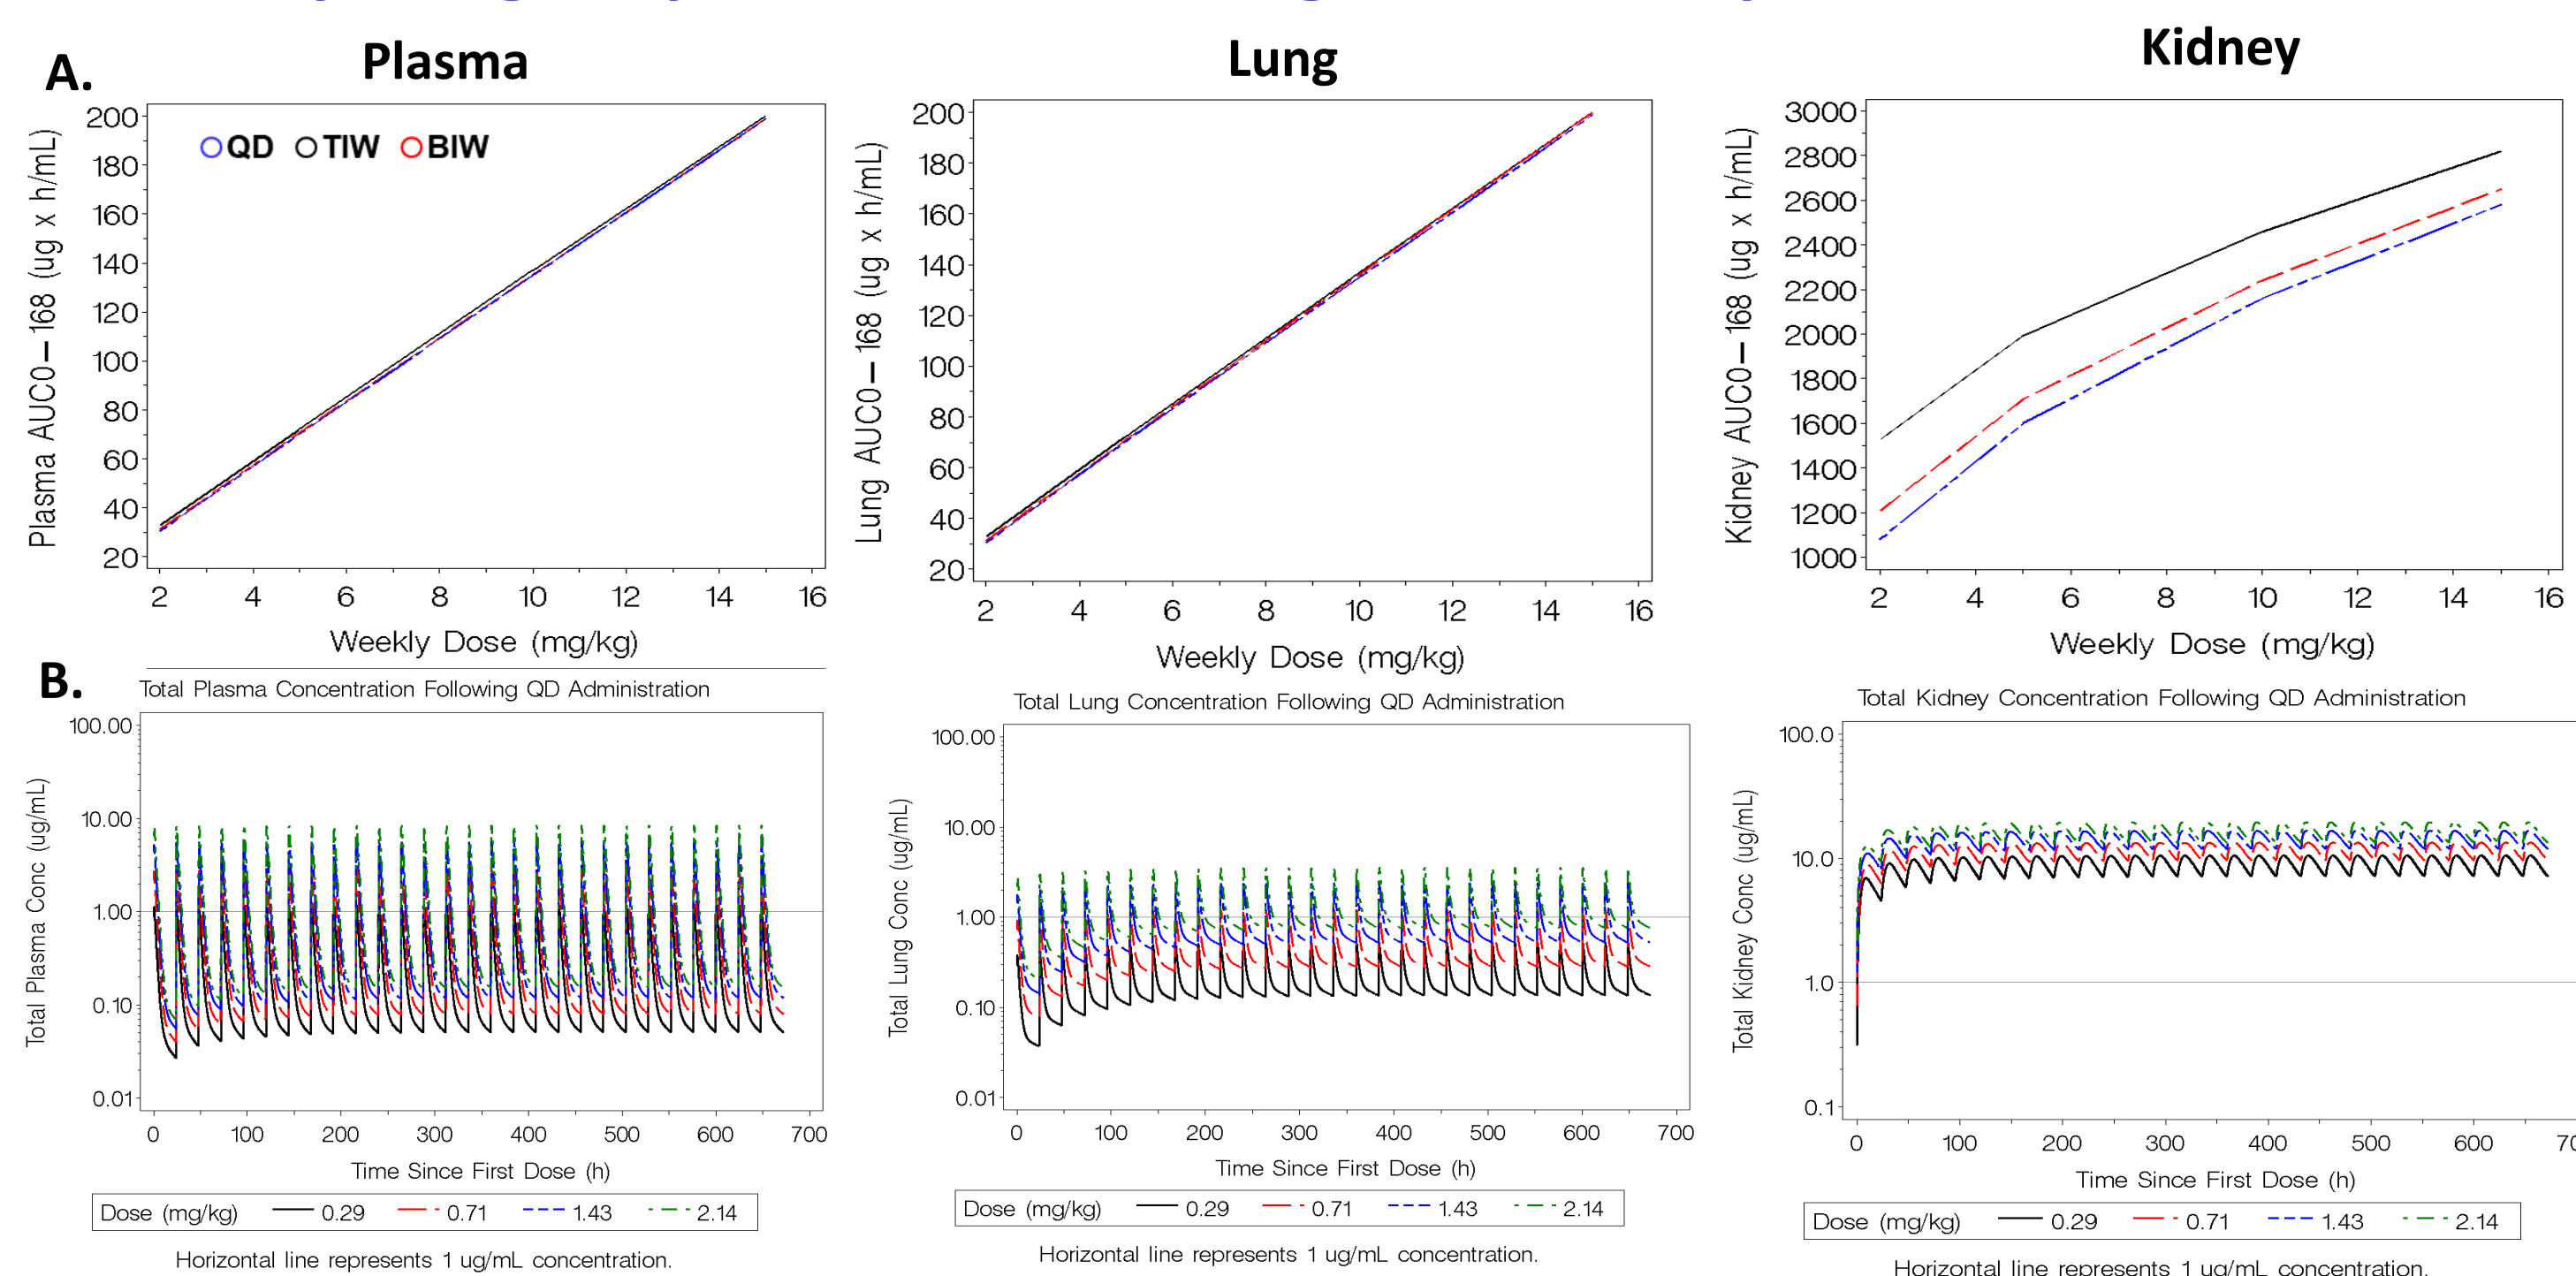 A.
Plasma
Lung
Kidney
QD TIW BIW
Plasma AUC0–168 (ug x h/mL)
200
180
160
140
120
100
80
60
40
20
2 4 6 8 10 12 14 16
Weekly Dose (mg/kg)
Lung AUC0–168 (ug x h/mL)
200
180
160
140
120
100
80
60
40
20
2 4 6 8 10 12 14 16
Weekly Dose (mg/kg)
Kidney AUC0–168 (ug x h/mL)
3000
2800
2600
2400
2200
2000
1800
1600
1400
1200
1000
2 4 6 8 10 12 14 16
Weekly Dose (mg/kg)
B.
Total Plasma Concentration Following QD Administration
Total Plasma Conc (ug/mL)
100.00
10.00
1.00
0.10
0.01
0 100 200 300 400 500 600 700
Time Since First Dose (h)
Dose (mg/kg) 0.29 0.71 1.43 2.14
Horizontal line represents 1 ug/mL concentration.
Total Lung Concentration Following QD Administration
Total Lung Conc (ug/mL)
100.00
10.00
1.00
0.10
0.01
0 100 200 300 400 500 600 700
Time Since First Dose (h)
Dose (mg/kg) 0.29 0.71 1.43 2.14
Horizontal line represents 1 ug/mL concentration.
Total Kidney Concentration Following QD Administration
Total Kidney Conc (ug/mL)
100.0
10.0
1.0
0.1
0 100 200 300 400 500 600
Time Since First Dose (h)
Dose (mg/kg) 0.29 0.71 1.43 2.14
Horizontal line represents 1 ug/mL concentration.